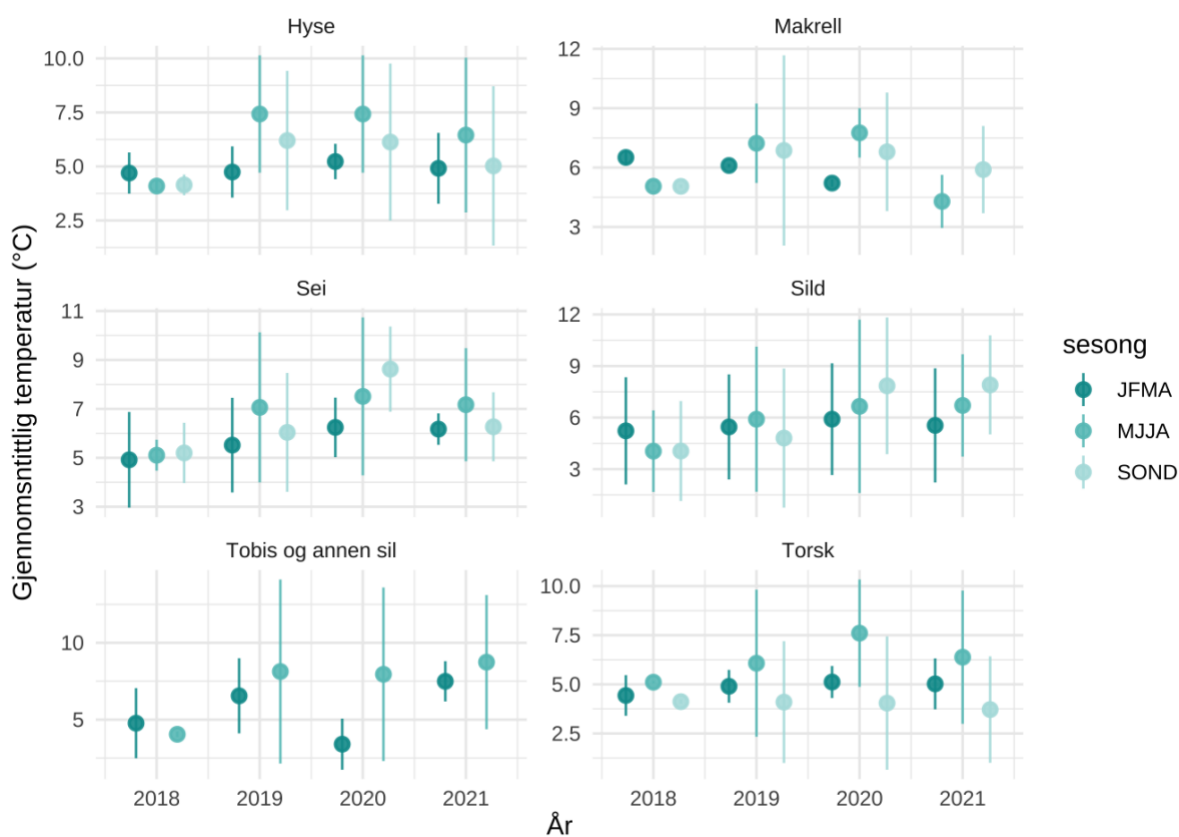 Hyse
Makrell
10.0
7.5
5.0
2.5
12
9
6
3
Sei
Sild
11
9
7
5
3
12
9
6
3
Tobis og annen sil
Torsk
10
5
10.0
7.5
5.0
2.5
2018 2019 2020 2021
2018 2019 2020 2021
År
Gjennomsntittlig temperatur (°C)
sesong
JFMA
MJJA
SOND